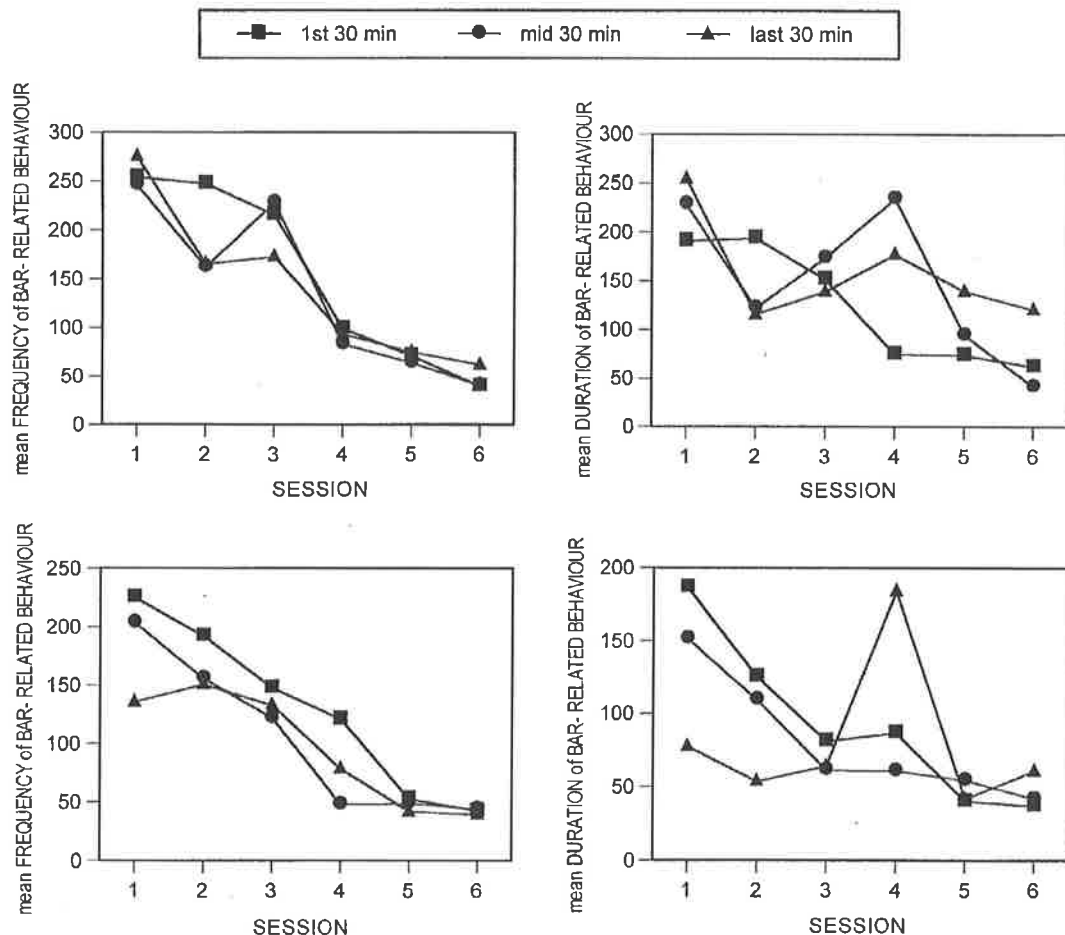 1st 30 min mid 30 min last 30 min
mean FREQUENCY of BAR- RELATED BEHAVIOUR
300
250
200
150
100
50
0
1 2 3 4 5 6
SESSION
mean DURATION of BAR- RELATED BEHAVIOUR
300
250
200
150
100
50
0
1 2 3 4 5 6
SESSION
mean FREQUENCY of BAR- RELATED BEHAVIOUR
250
200
150
100
50
0
1 2 3 4 5 6
SESSION
mean DURATION of BAR- RELATED BEHAVIOUR
200
150
100
50
0
1 2 3 4 5 6
SESSION